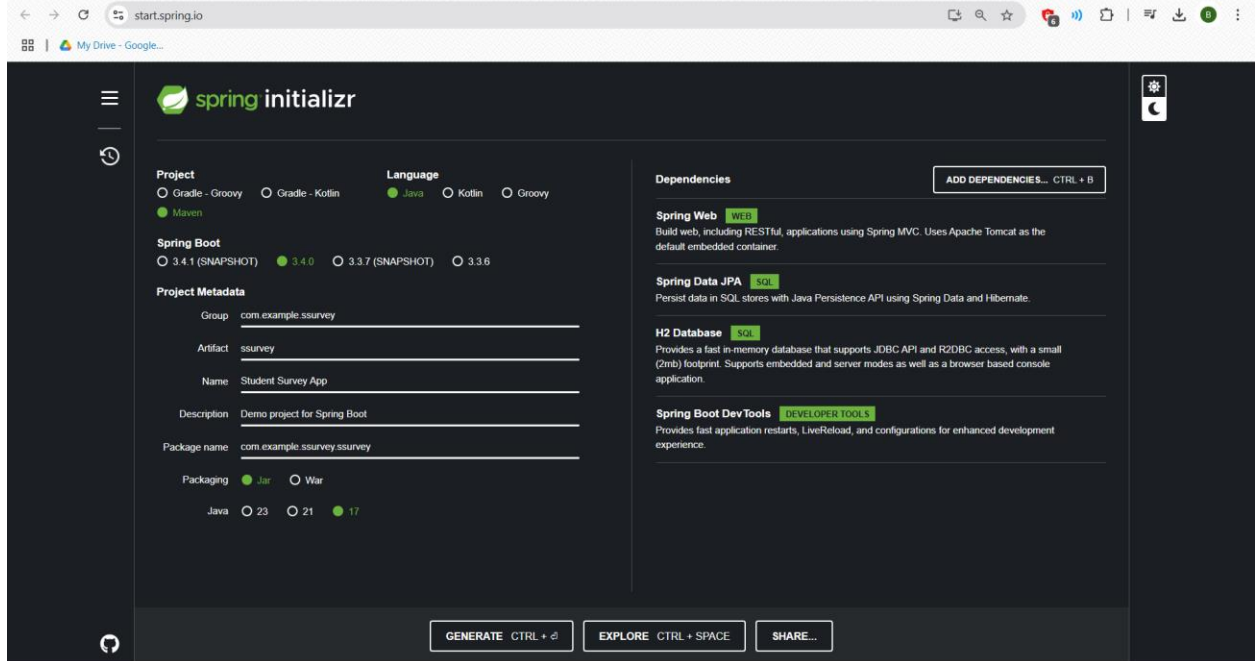 start.spring.io
6
B
My Drive - Google...
spring initializr
Project
Gradle - Groovy Gradle - Kotlin
Maven
Language
Java Kotlin Groovy
Spring Boot
3.4.1 (SNAPSHOT) 3.4.0 3.3.7 (SNAPSHOT) 3.3.6
Project Metadata
Group com.example.ssurvey
Artifact ssurvey
Name Student Survey App
Description Demo project for Spring Boot
Package name com.example.ssurvey.ssurvey
Packaging Jar War
Java 23 21 17
Dependencies
ADD DEPENDENCIES... CTRL + B
Spring Web WEB
Build web, including RESTful, applications using Spring MVC. Uses Apache Tomcat as the
default embedded container.
Spring Data JPA SQL
Persist data in SQL stores with Java Persistence API using Spring Data and Hibernate.
H2 Database SQL
Provides a fast in-memory database that supports JDBC API and R2DBC access, with a small
(2mb) footprint. Supports embedded and server modes as well as a browser based console
application.
Spring Boot DevTools DEVELOPER TOOLS
Provides fast application restarts, LiveReload, and configurations for enhanced development
experience.
GENERATE CTRL + ⏎
EXPLORE CTRL + SPACE
SHARE...